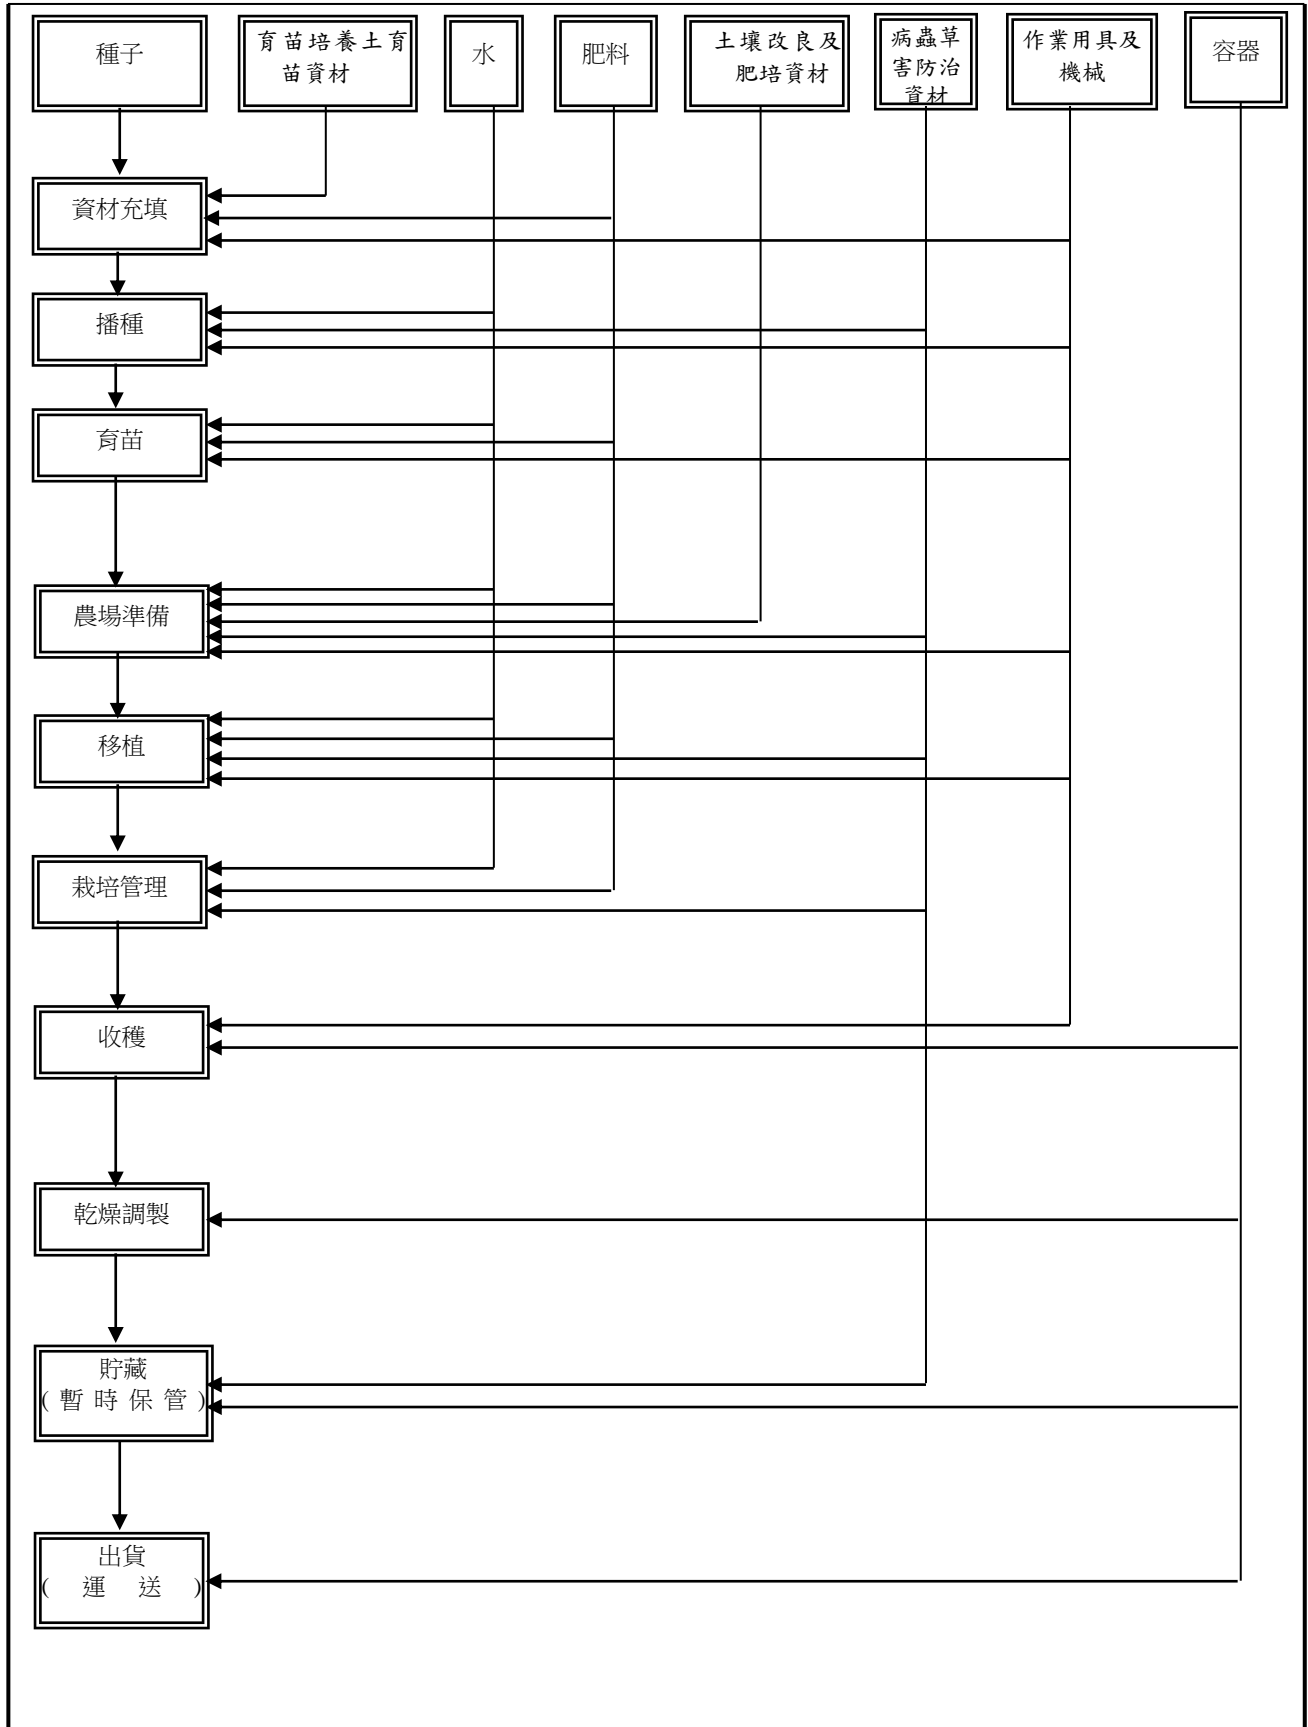 種子
育苗培養土育
苗資材
水
肥料
土壤改良及
肥培資材
病蟲草
害防治
資材
作業用具及
機械
容器
資材充填
播種
育苗
農場準備
移植
栽培管理
收穫
乾燥調製
貯藏
(暫時保管)
出貨
(運送)